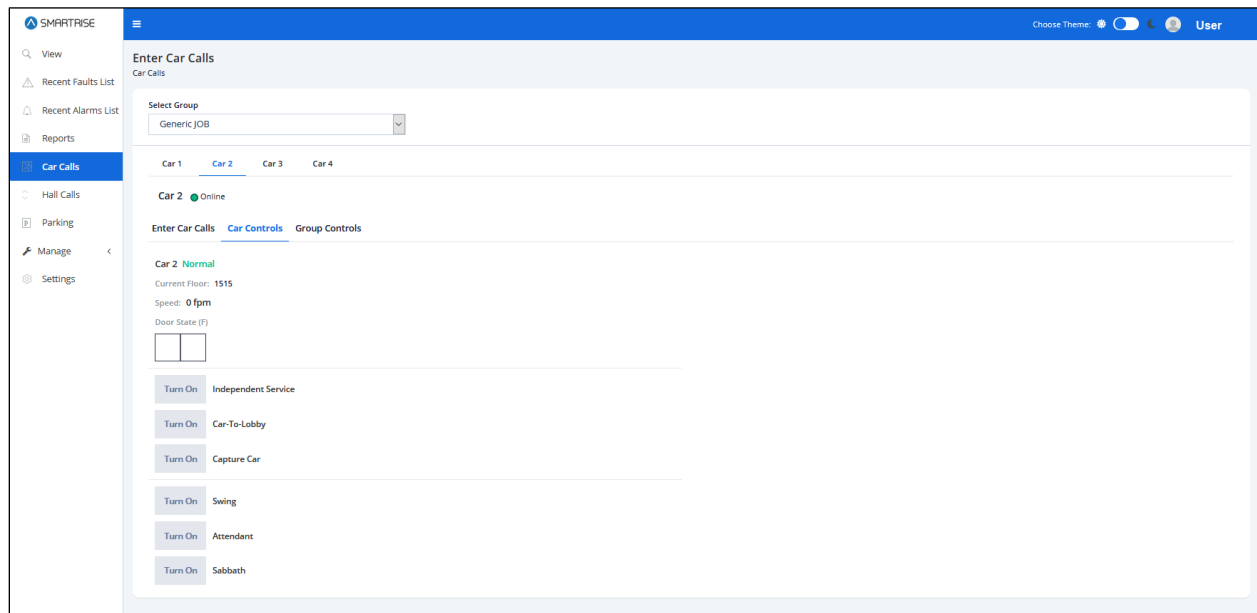 SMARTRISE
Choose Theme:
User
View
Recent Faults List
Recent Alarms List
Reports
Car Calls
Hall Calls
P Parking
Manage
Settings
Enter Car Calls
Car Calls
Select Group
Generic JOB
Car 1 Car 2 Car 3 Car 4
Car 2 Online
Enter Car Calls Car Controls Group Controls
Car 2 Normal
Current Floor: 1515
Speed: 0 fpm
Door State (F)
Turn On Independent Service
Turn On Car-To-Lobby
Turn On Capture Car
Turn On Swing
Turn On Attendant
Turn On Sabbath